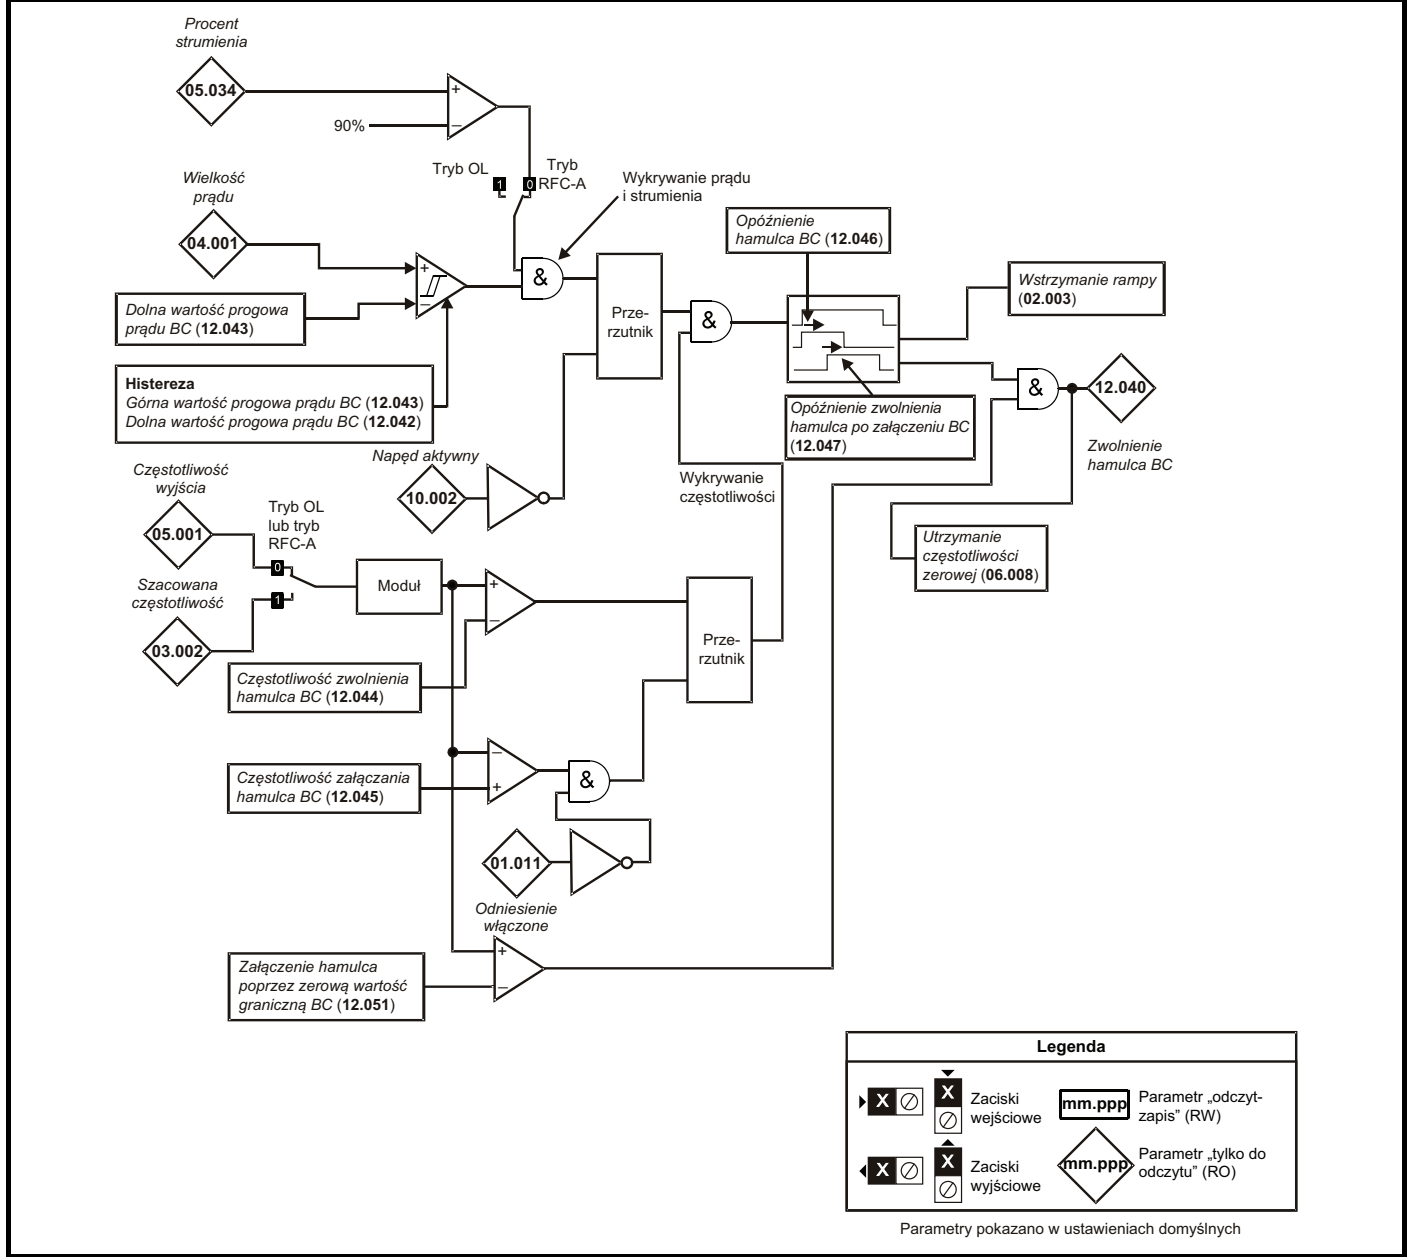 Procent
strumienia
05.034
90%
+
–
Tryb OL
1
0
Tryb
RFC-A
Wykrywanie prądu
i strumienia
Wielkość
prądu
04.001
+
–
&
Dolna wartość progowa
prądu BC (12.043)
Histereza
Górna wartość progowa prądu BC (12.043)
Dolna wartość progowa prądu BC (12.042)
Prze-
rzutnik
&
Opóźnienie
hamulca BC (12.046)
Wstrzymanie rampy
(02.003)
Opóźnienie zwolnienia
hamulca po załączeniu BC
(12.047)
&
12.040
Zwolnienie
hamulca BC
Napęd aktywny
10.002
Wykrywanie
częstotliwości
Utrzymanie
częstotliwości
zerowej (06.008)
Częstotliwość
wyjścia
05.001
Tryb OL
lub tryb
RFC-A
0
1
Szacowana
częstotliwość
03.002
Moduł
+
–
Prze-
rzutnik
Częstotliwość zwolnienia
hamulca BC (12.044)
–
+
&
Częstotliwość załączania
hamulca BC (12.045)
01.011
Odniesienie
włączone
+
–
Załączenie hamulca
poprzez zerową wartość
graniczną BC (12.051)
Legenda
X
X
Zaciski
wejściowe
mm.ppp
Parametr „odczyt-
zapis” (RW)
X
X
Zaciski
wyjściowe
mm.ppp
Parametr „tylko do
odczytu” (RO)
Parametry pokazano w ustawieniach domyślnych